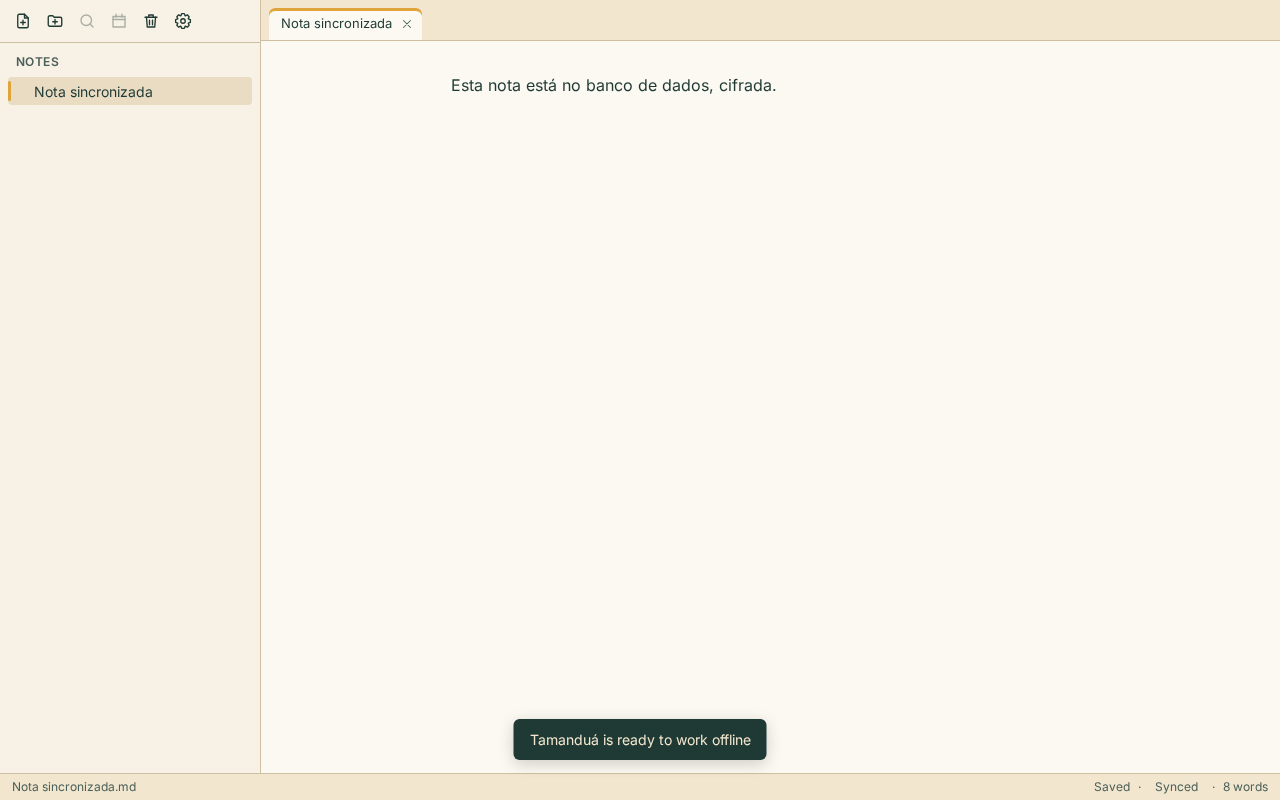 Nota sincronizada
NOTES
Nota sincronizada
Esta nota está no banco de dados, cifrada.
Tamanduá is ready to work offline
Nota sincronizada.md
Saved · Synced · 8 words